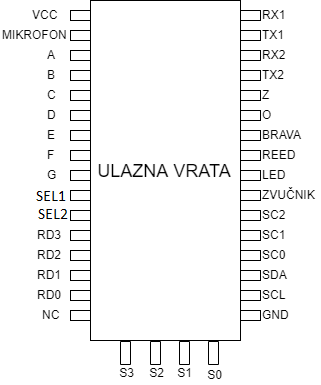 VCC RX1
MIKROFON TX1
A RX2
B TX2
C Z
D O
E BRAVA
F REED
G LED
ULAZNA VRATA
SEL1 ZVUČNIK
SEL2 SC2
RD3 SC1
RD2 SC0
RD1 SDA
RD0 SCL
NC GND
S3 S2 S1 S0